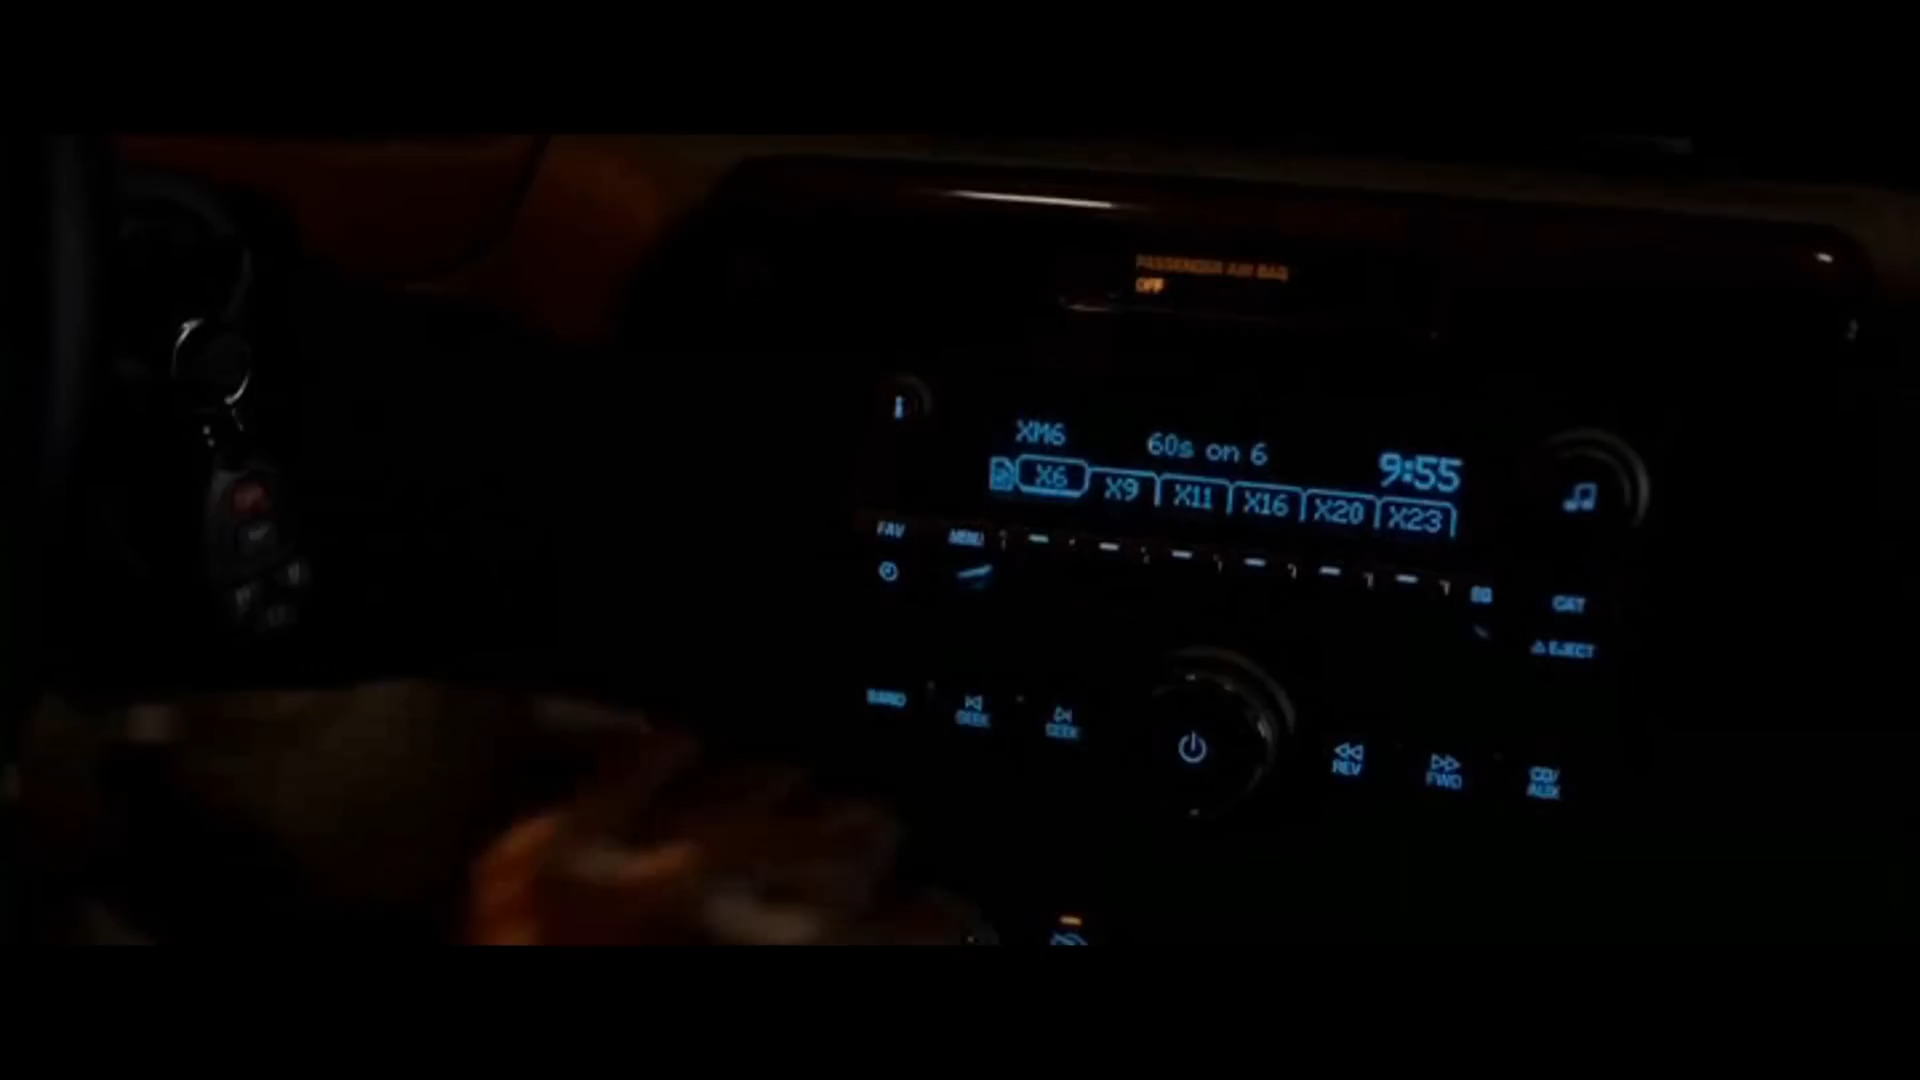 PASSENGER AIR BAG
OFF
XM6 60s on 6 9:55
X6 X9 X11 X16 X20 X23
FAV MENU EQ CAT
EJECT
BAND SEEK SEEK REV FWD CD/
AUX